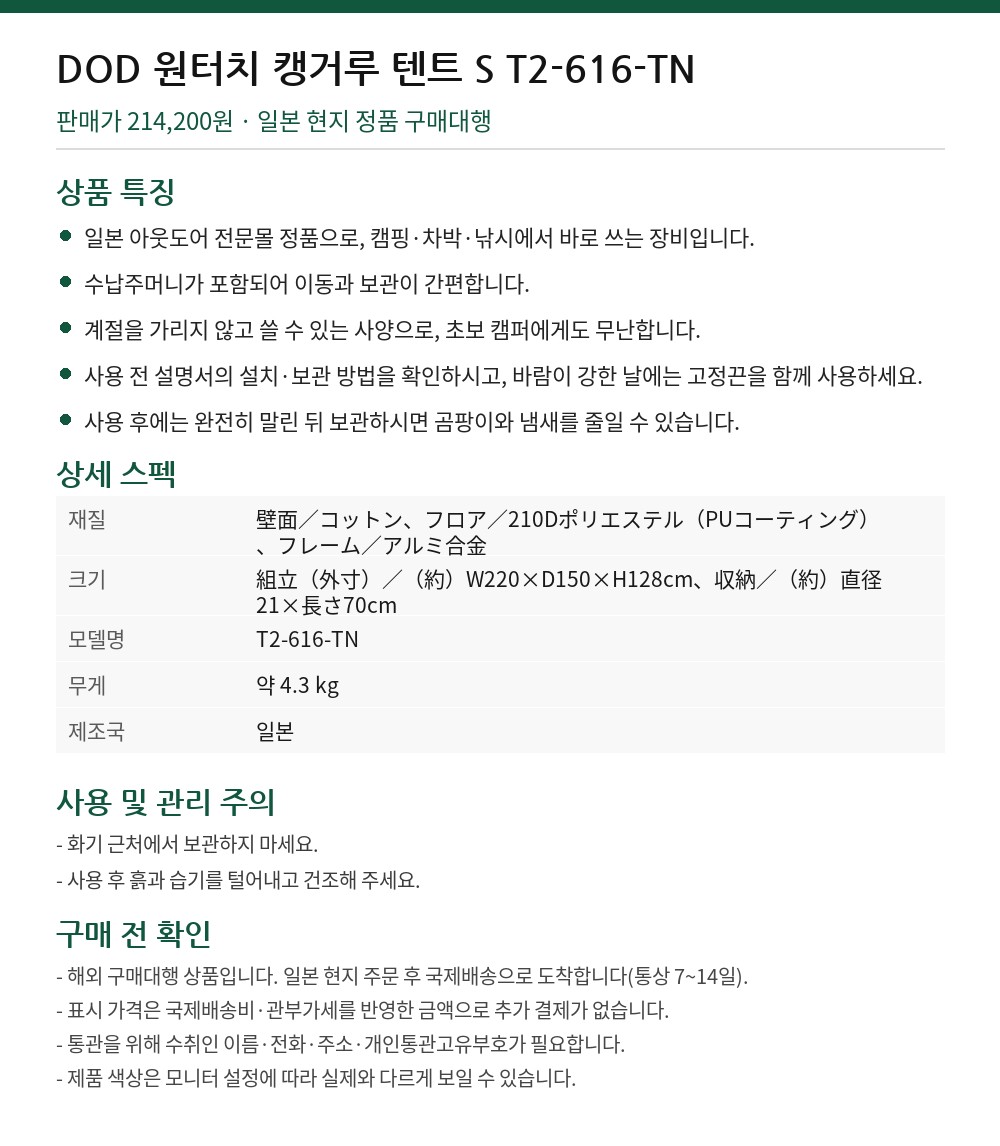 DOD 원터치 캥거루 텐트 S T2-616-TN
판매가 214,200원 · 일본 현지 정품 구매대행
상품 특징
● 일본 아웃도어 전문몰 정품으로, 캠핑·차박·낚시에서 바로 쓰는 장비입니다.
● 수납주머니가 포함되어 이동과 보관이 간편합니다.
● 계절을 가리지 않고 쓸 수 있는 사양으로, 초보 캠퍼에게도 무난합니다.
● 사용 전 설명서의 설치·보관 방법을 확인하시고, 바람이 강한 날에는 고정끈을 함께 사용하세요.
● 사용 후에는 완전히 말린 뒤 보관하시면 곰팡이와 냄새를 줄일 수 있습니다.
상세 스펙
재질 壁面／コットン、フロア／210Dポリエステル（PUコーティング）
、フレーム／アルミ合金
크기 組立（外寸）／（約）W220×D150×H128cm、収納／（約）直径
21×長さ70cm
모델명 T2-616-TN
무게 약 4.3 kg
제조국 일본
사용 및 관리 주의
- 화기 근처에서 보관하지 마세요.
- 사용 후 흙과 습기를 털어내고 건조해 주세요.
구매 전 확인
- 해외 구매대행 상품입니다. 일본 현지 주문 후 국제배송으로 도착합니다(통상 7~14일).
- 표시 가격은 국제배송비·관부가세를 반영한 금액으로 추가 결제가 없습니다.
- 통관을 위해 수취인 이름·전화·주소·개인통관고유부호가 필요합니다.
- 제품 색상은 모니터 설정에 따라 실제와 다르게 보일 수 있습니다.